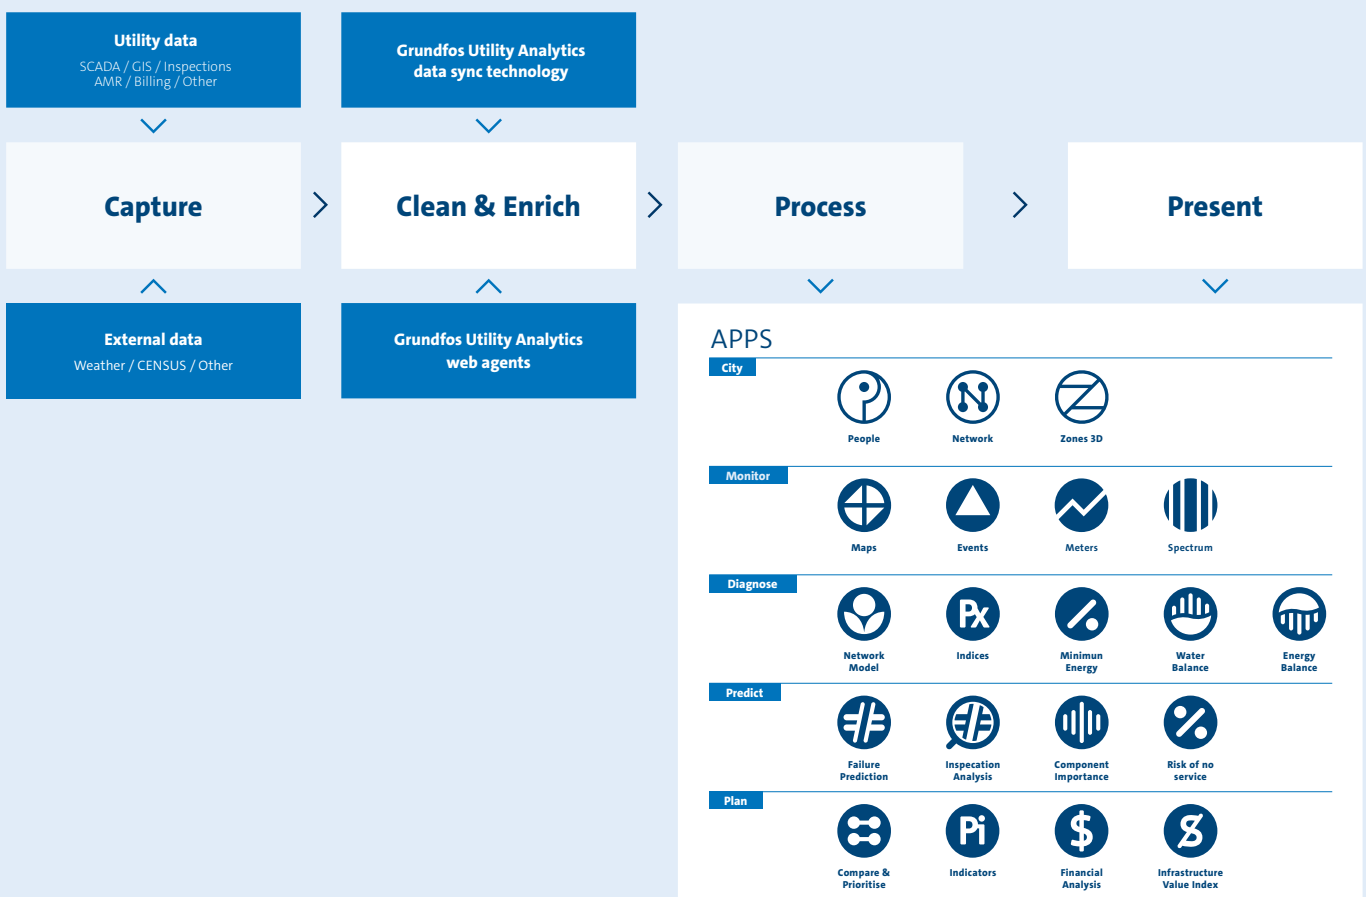 Utility data
SCADA / GIS / Inspections
AMR / Billing / Other
Grundfos Utility Analytics
data sync technology
Capture
Clean & Enrich
Process
Present
External data
Weather / CENSUS / Other
Grundfos Utility Analytics
web agents
APPS
City
People
Network
Zones 3D
Monitor
Maps
Events
Meters
Spectrum
Diagnose
Px
Network
Model
Indices
Minimun
Energy
Water
Balance
Energy
Balance
Predict
Failure
Prediction
Inspecation
Analysis
Component
Importance
Risk of no
service
Plan
Pi
$
Compare &
Prioritise
Indicators
Financial
Analysis
Infrastructure
Value Index